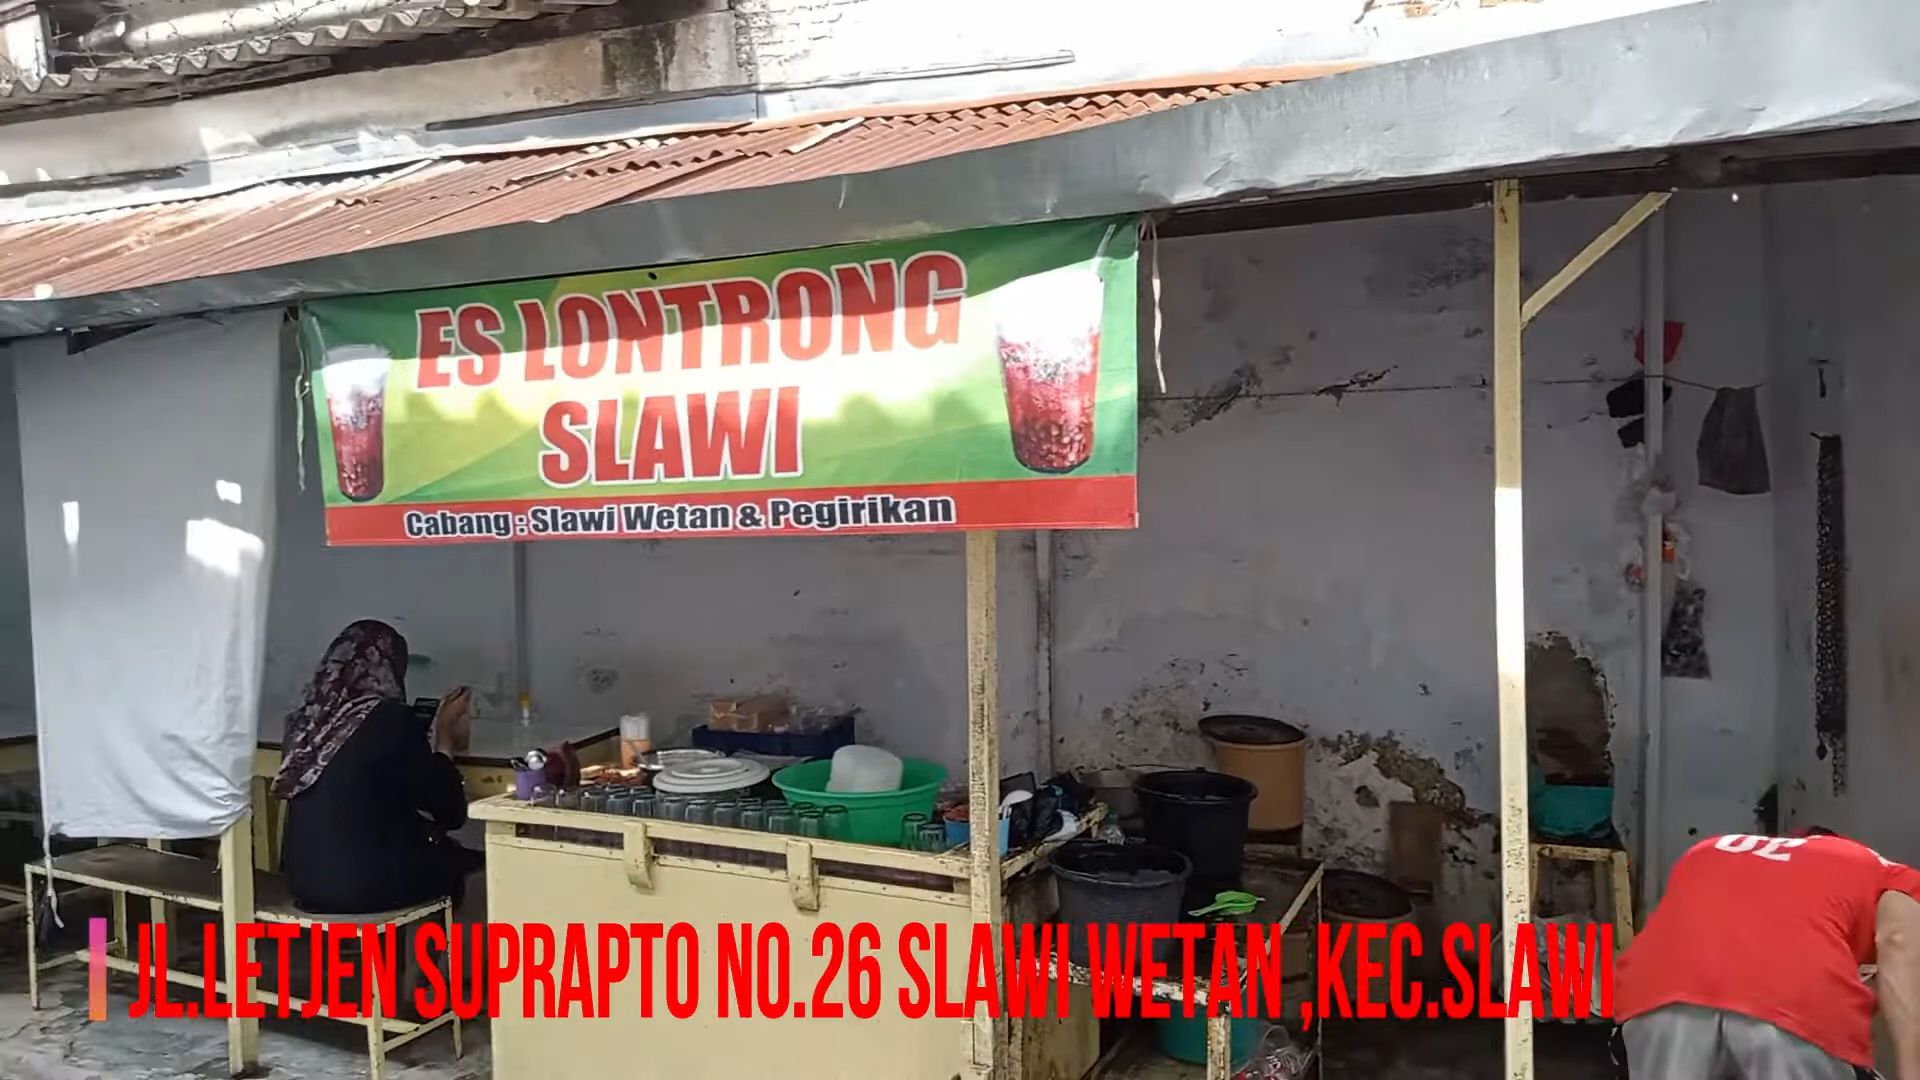 ES LONTRONG
SLAWI
Cabang : Slawi Wetan & Pegirikan
JL.LETJEN SUPRAPTO NO.26 SLAWI WETAN ,KEC.SLAWI